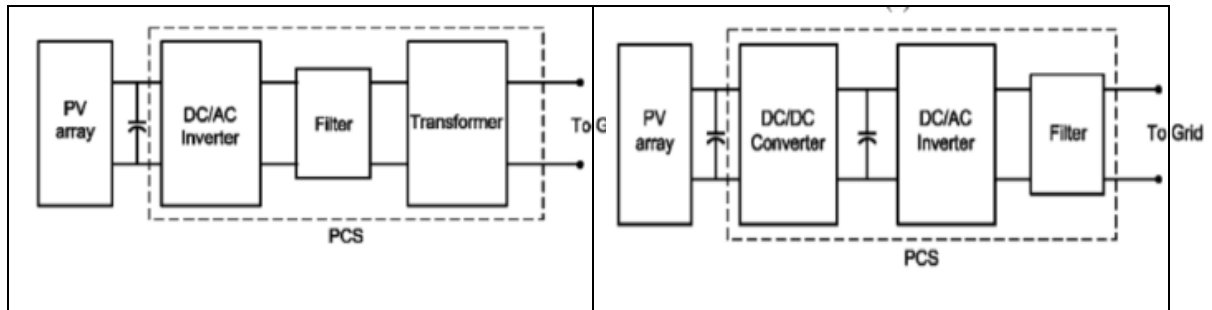 PV
array
DC/AC
Inverter
Filter
Transformer
To G
PCS
PV
array
DC/DC
Converter
DC/AC
Inverter
Filter
To Grid
PCS